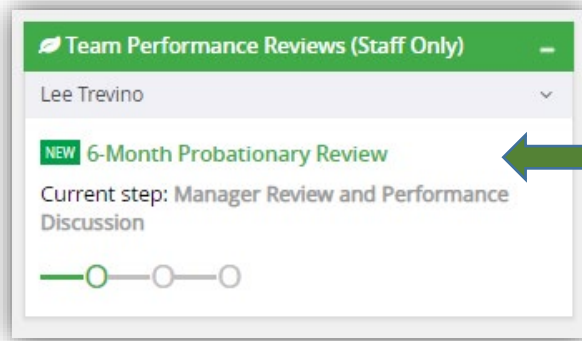 Team Performance Reviews (Staff Only)
Lee Trevino
NEW 6-Month Probationary Review
Current step: Manager Review and Performance
Discussion